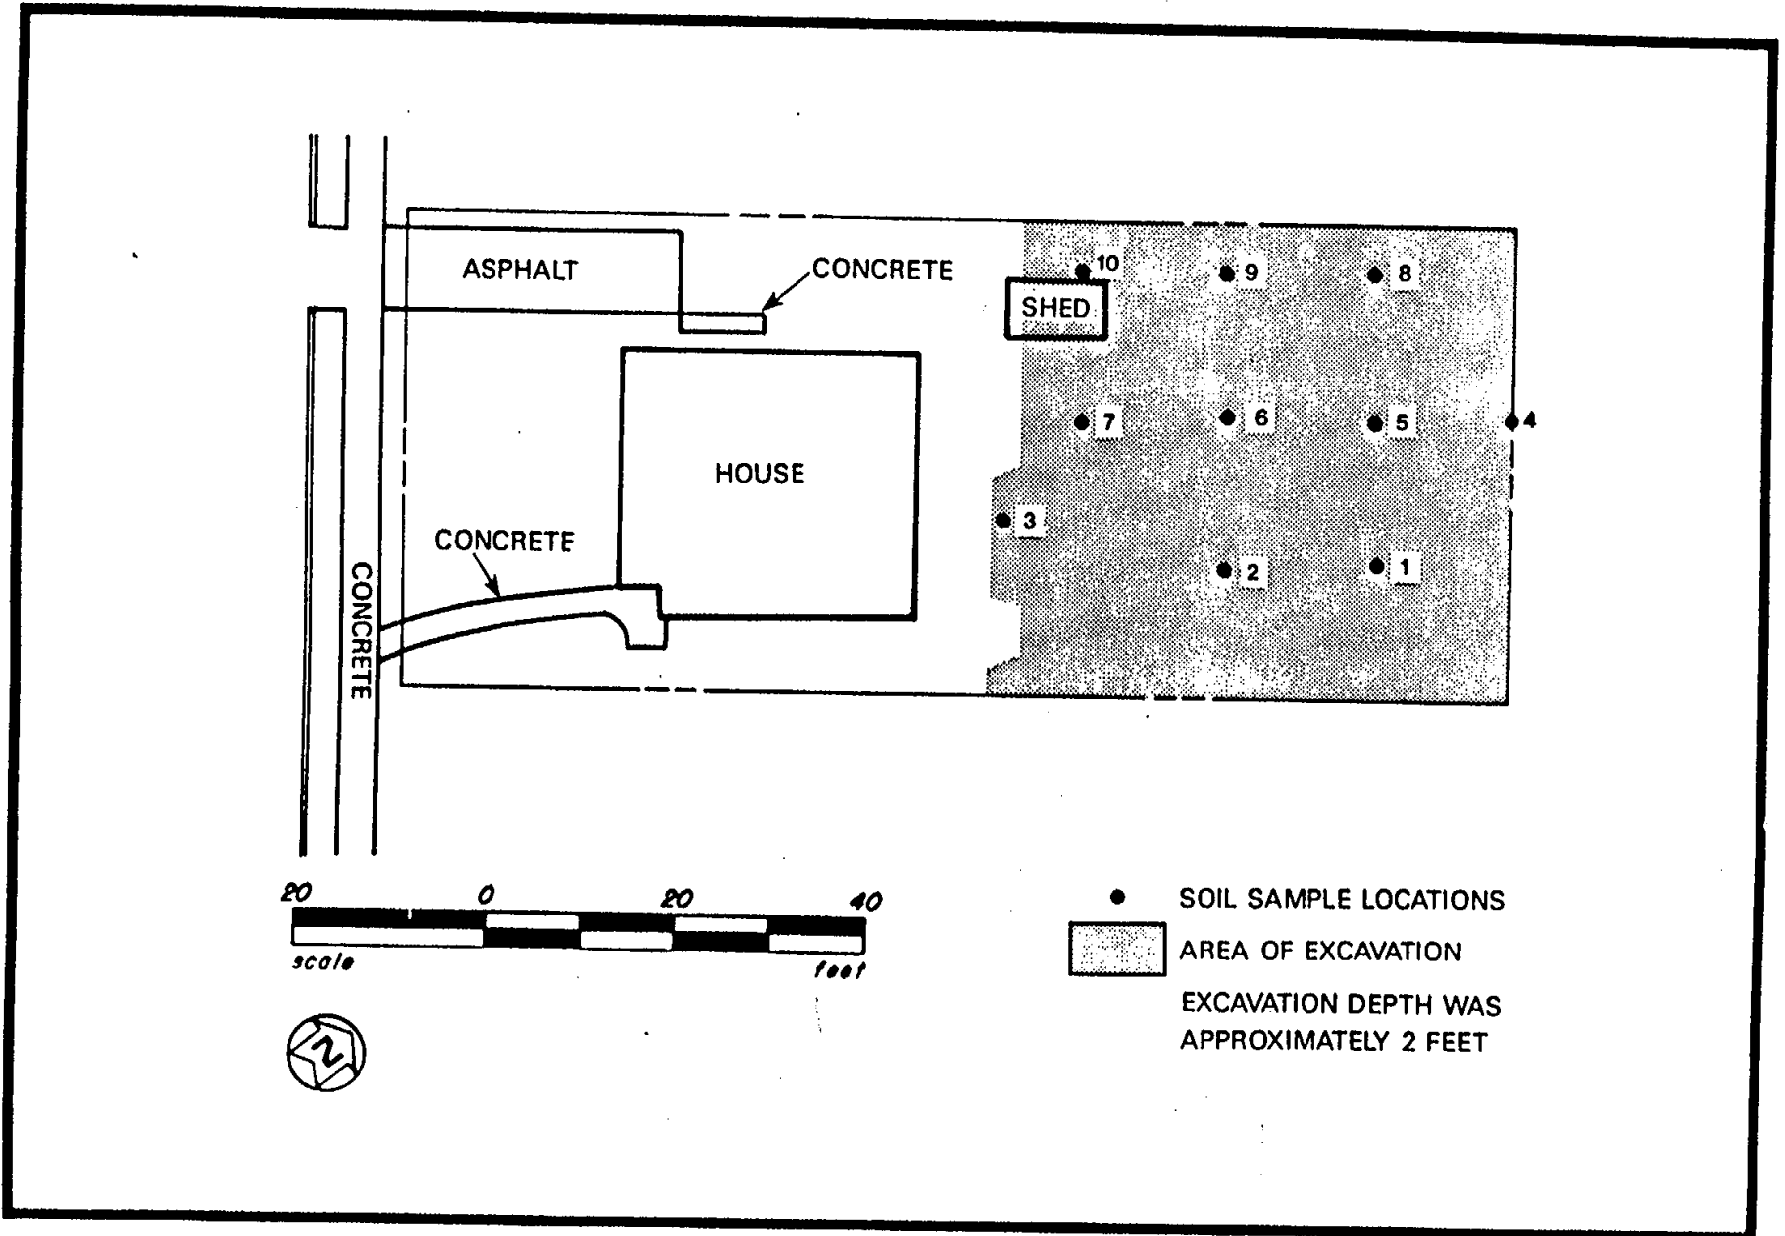 ASPHALT
CONCRETE
10
9
8
SHED
7
6
5
4
HOUSE
3
CONCRETE
2
1
CONCRETE
20 0 20 40
scale feet
N
SOIL SAMPLE LOCATIONS
AREA OF EXCAVATION
EXCAVATION DEPTH WAS
APPROXIMATELY 2 FEET